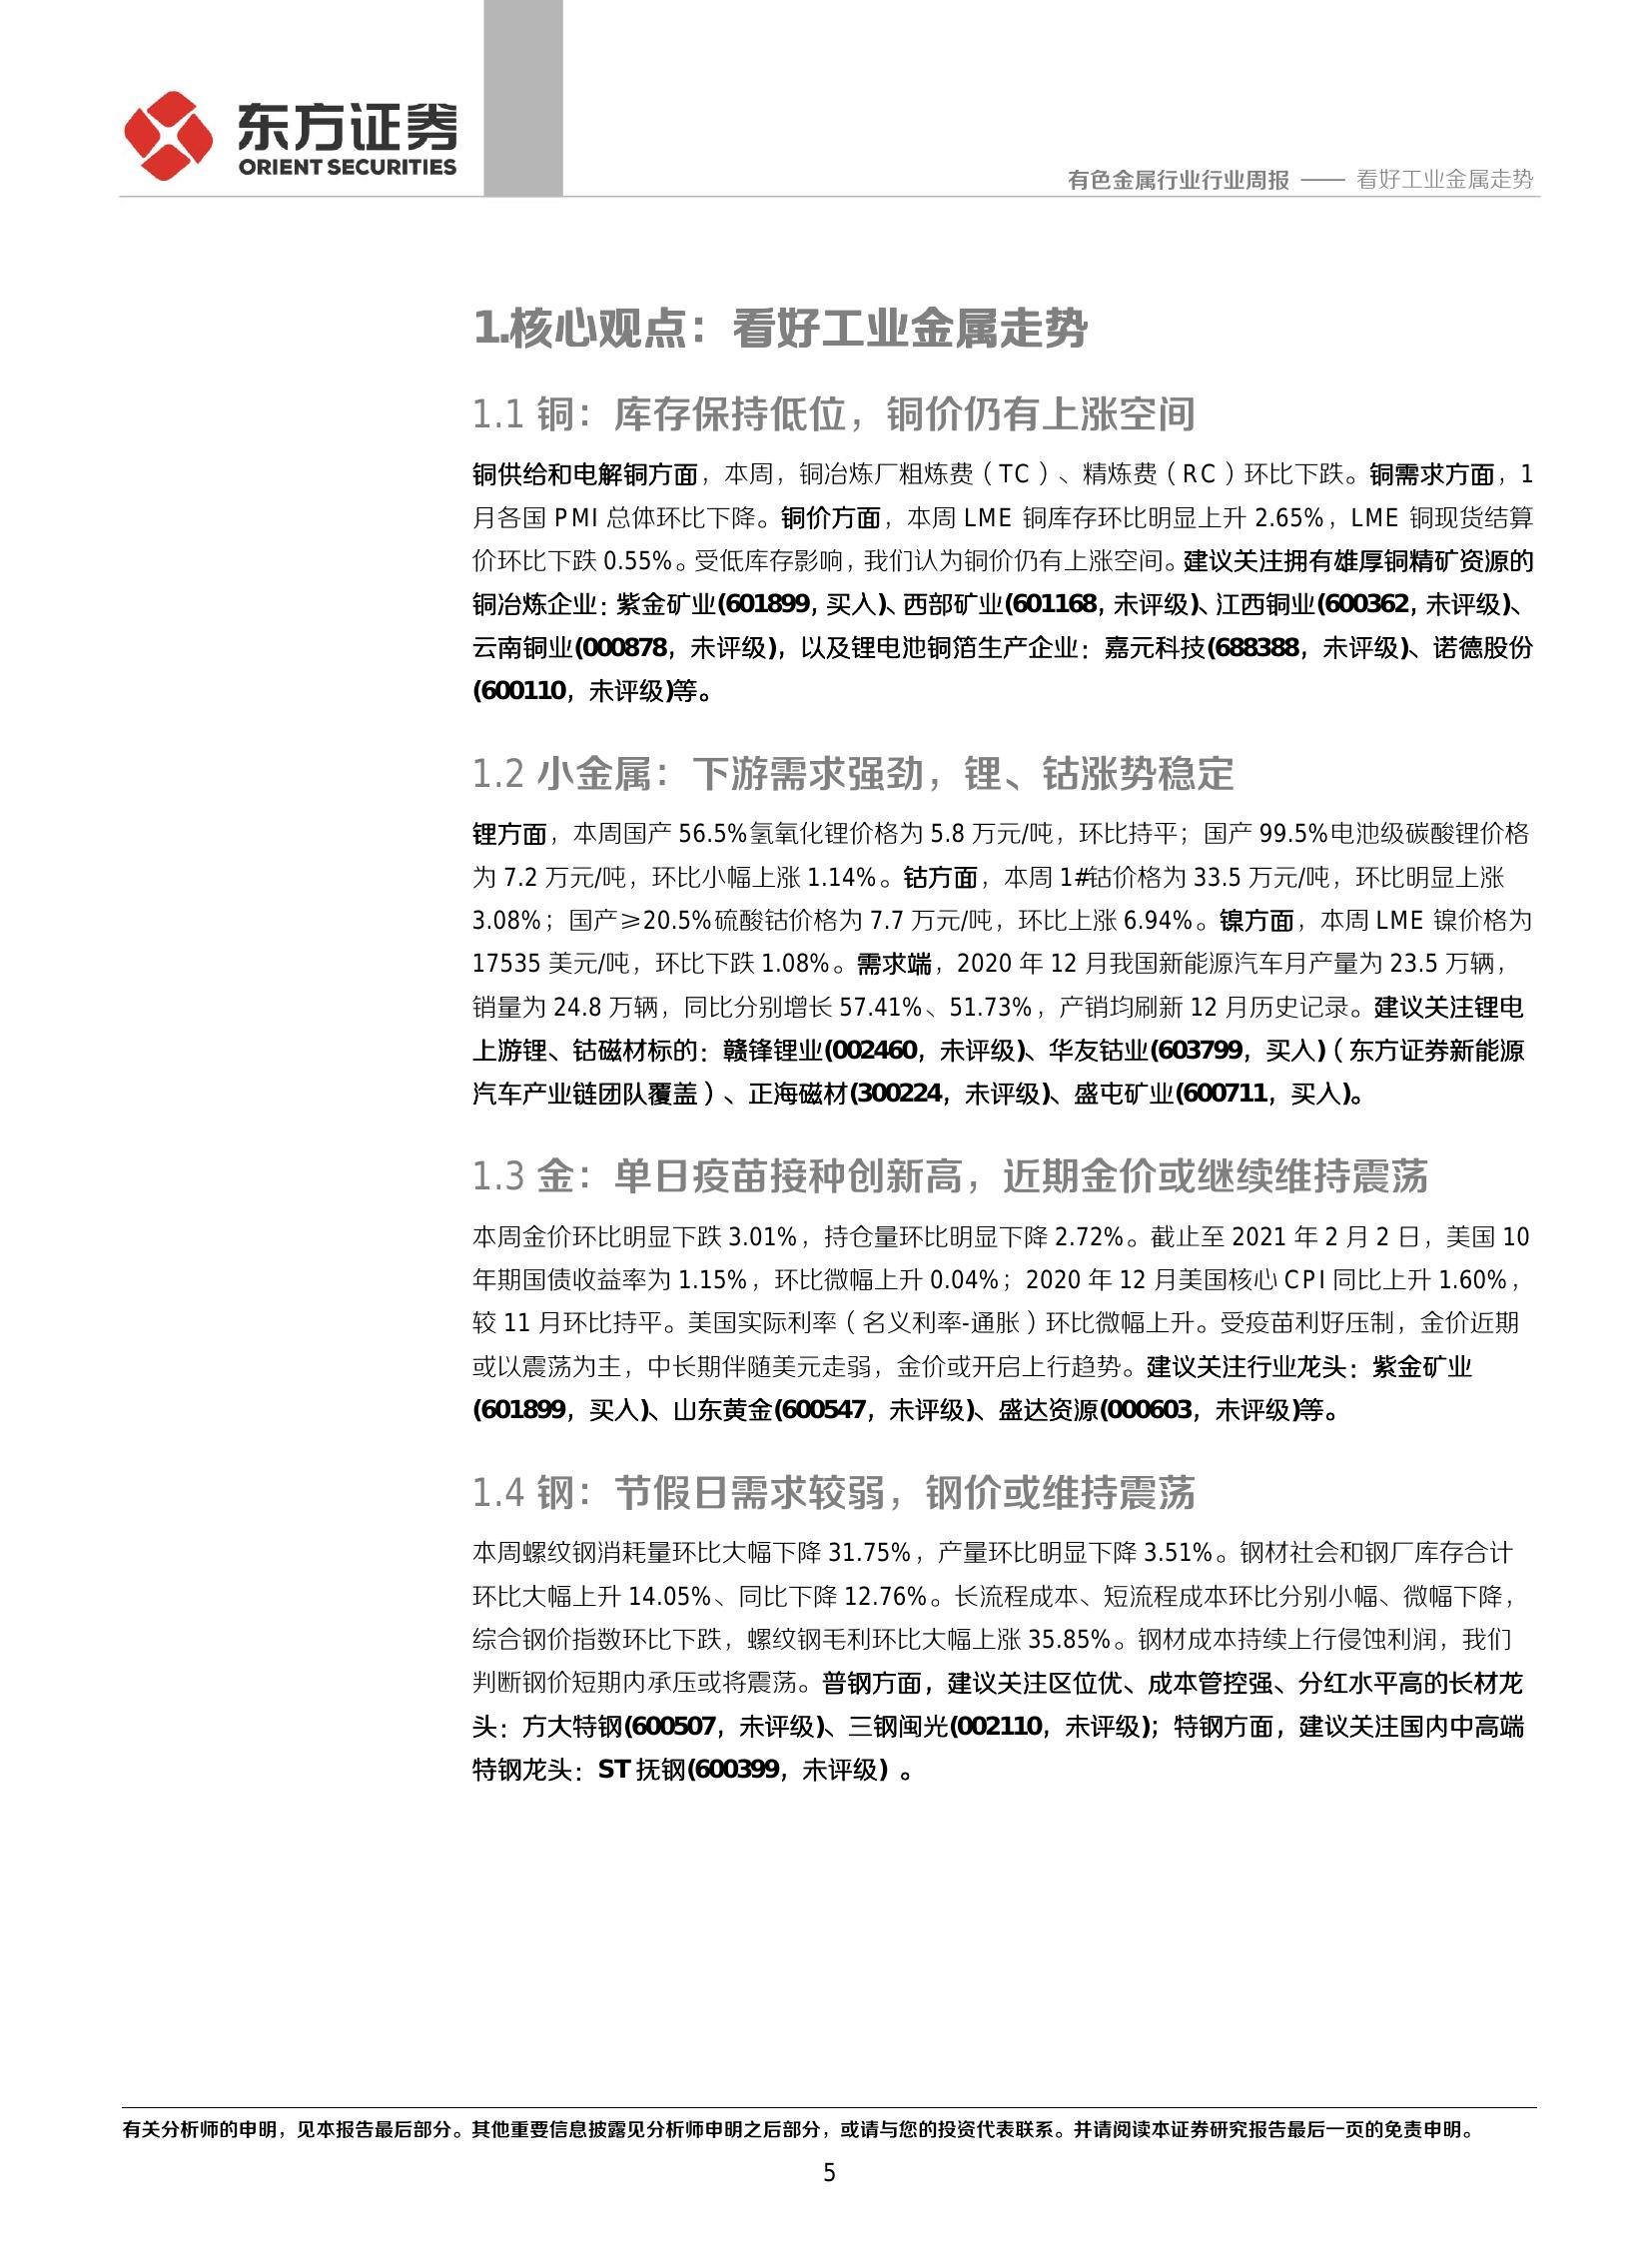 东方证券
ORIENT SECURITIES
有色金属行业行业周报 —— 看好工业金属走势
1.核心观点：看好工业金属走势
1.1 铜：库存保持低位，铜价仍有上涨空间
铜供给和电解铜方面，本周，铜冶炼厂粗炼费（TC）、精炼费（RC）环比下跌。铜需求方面，1
月各国 PMI 总体环比下降。铜价方面，本周 LME 铜库存环比明显上升 2.65%，LME 铜现货结算
价环比下跌 0.55%。受低库存影响，我们认为铜价仍有上涨空间。建议关注拥有雄厚铜精矿资源的
铜冶炼企业：紫金矿业(601899，买入)、西部矿业(601168，未评级)、江西铜业(600362，未评级)、
云南铜业(000878，未评级)，以及锂电池铜箔生产企业：嘉元科技(688388，未评级)、诺德股份
(600110，未评级)等。
1.2 小金属：下游需求强劲，锂、钴涨势稳定
锂方面，本周国产 56.5%氢氧化锂价格为 5.8 万元/吨，环比持平；国产 99.5%电池级碳酸锂价格
为 7.2 万元/吨，环比小幅上涨 1.14%。钴方面，本周 1#钴价格为 33.5 万元/吨，环比明显上涨
3.08%；国产≥20.5%硫酸钴价格为 7.7 万元/吨，环比上涨 6.94%。镍方面，本周 LME 镍价格为
17535 美元/吨，环比下跌 1.08%。需求端，2020 年 12 月我国新能源汽车月产量为 23.5 万辆，
销量为 24.8 万辆，同比分别增长 57.41%、51.73%，产销均刷新 12 月历史记录。建议关注锂电
上游锂、钴磁材标的：赣锋锂业(002460，未评级)、华友钴业(603799，买入)（东方证券新能源
汽车产业链团队覆盖）、正海磁材(300224，未评级)、盛屯矿业(600711，买入)。
1.3 金：单日疫苗接种创新高，近期金价或继续维持震荡
本周金价环比明显下跌 3.01%，持仓量环比明显下降 2.72%。截止至 2021 年 2 月 2 日，美国 10
年期国债收益率为 1.15%，环比微幅上升 0.04%；2020 年 12 月美国核心 CPI 同比上升 1.60%，
较 11 月环比持平。美国实际利率（名义利率-通胀）环比微幅上升。受疫苗利好压制，金价近期
或以震荡为主，中长期伴随美元走弱，金价或开启上行趋势。建议关注行业龙头：紫金矿业
(601899，买入)、山东黄金(600547，未评级)、盛达资源(000603，未评级)等。
1.4 钢：节假日需求较弱，钢价或维持震荡
本周螺纹钢消耗量环比大幅下降 31.75%，产量环比明显下降 3.51%。钢材社会和钢厂库存合计
环比大幅上升 14.05%、同比下降 12.76%。长流程成本、短流程成本环比分别小幅、微幅下降，
综合钢价指数环比下跌，螺纹钢毛利环比大幅上涨 35.85%。钢材成本持续上行侵蚀利润，我们
判断钢价短期内承压或将震荡。普钢方面，建议关注区位优、成本管控强、分红水平高的长材龙
头：方大特钢(600507，未评级)、三钢闽光(002110，未评级)；特钢方面，建议关注国内中高端
特钢龙头：ST 抚钢(600399，未评级) 。
有关分析师的申明，见本报告最后部分。其他重要信息披露见分析师申明之后部分，或请与您的投资代表联系。并请阅读本证券研究报告最后一页的免责申明。
5